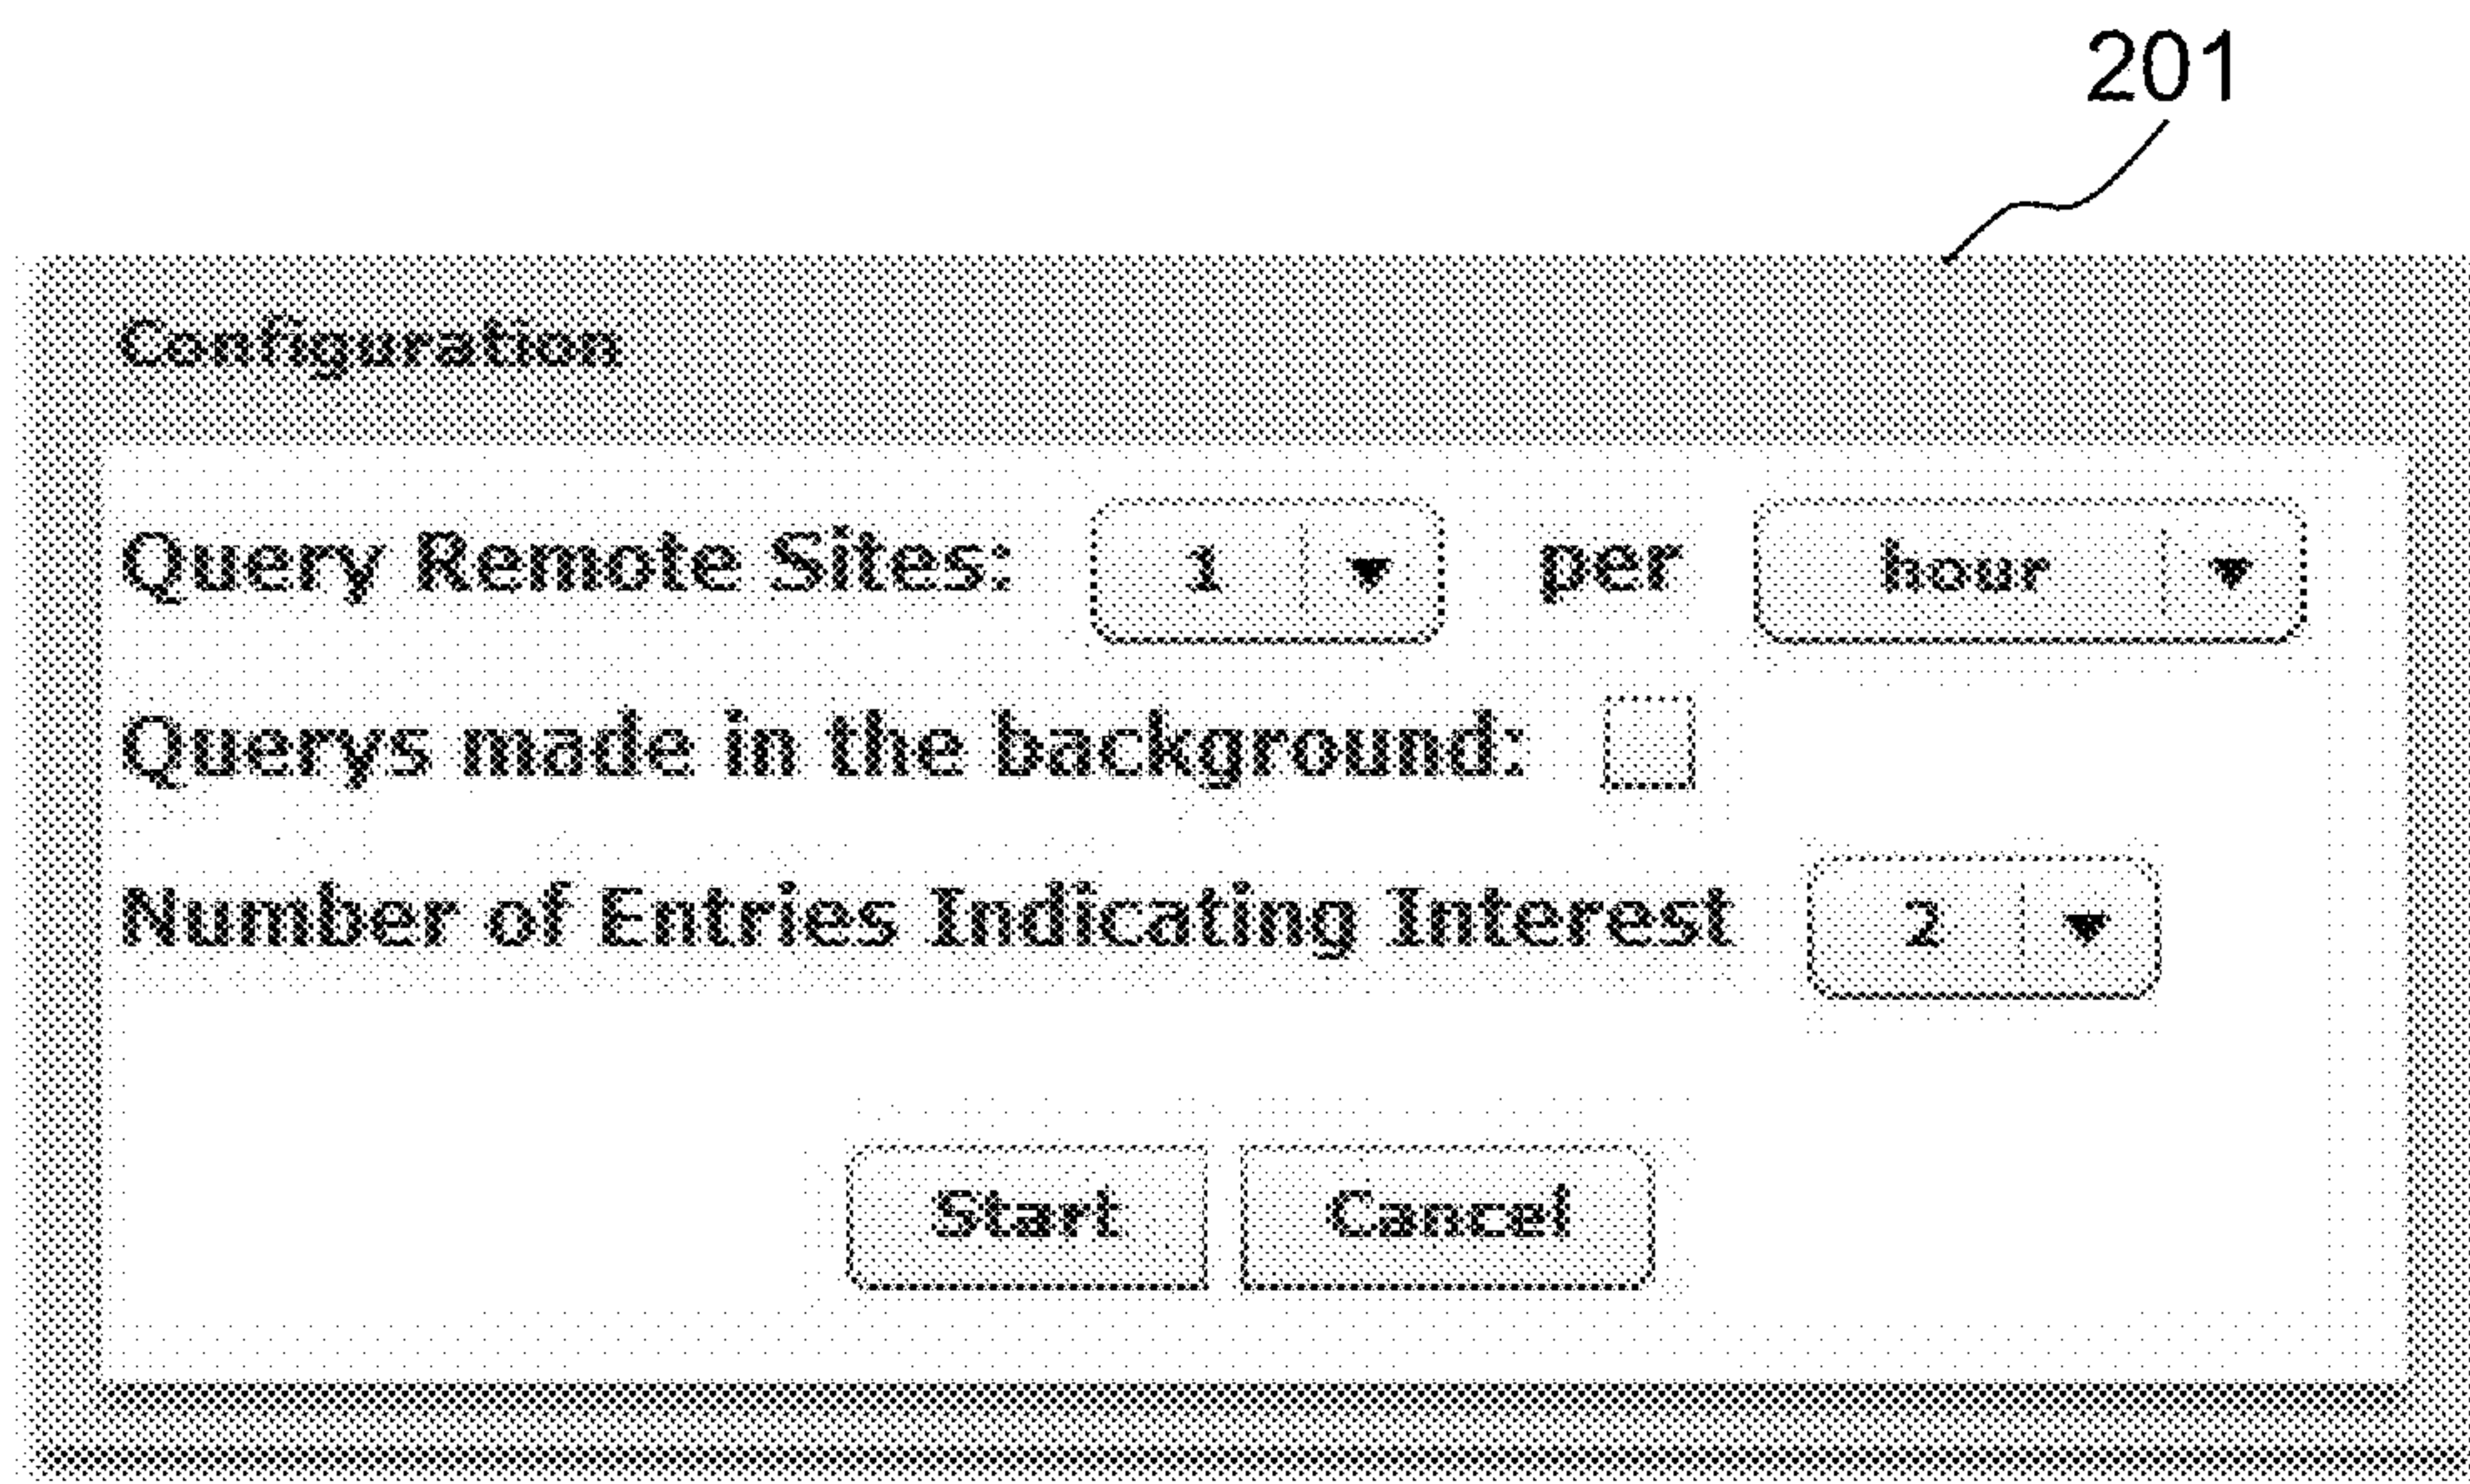 201
Configuration
Query Remote Sites: 1 per hour
Querys made in the background:
Number of Entries Indicating Interest 2
Start Cancel